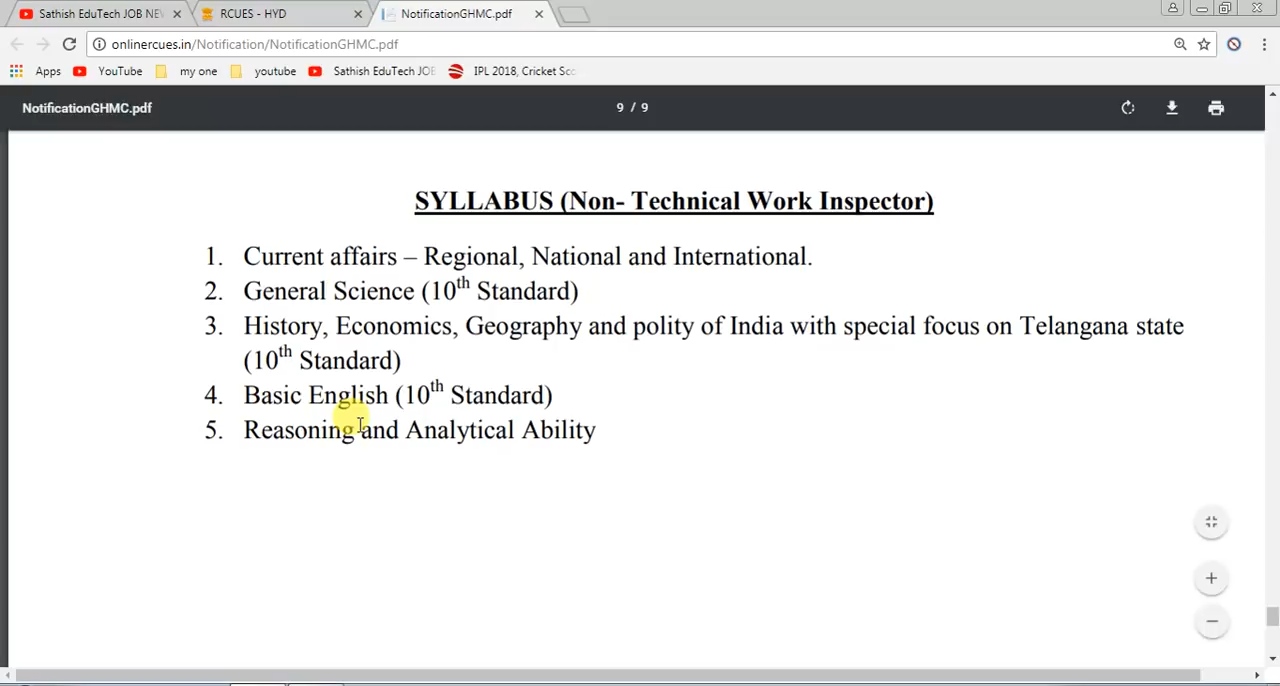 Sathish EduTech JOB NE
RCUES - HYD
NotificationGHMC.pdf
onlinercues.in/Notification/NotificationGHMC.pdf
Apps YouTube my one youtube Sathish EduTech JOB IPL 2018, Cricket Sco
NotificationGHMC.pdf 9 / 9
SYLLABUS (Non- Technical Work Inspector)
1. Current affairs – Regional, National and International.
2. General Science (10th Standard)
3. History, Economics, Geography and polity of India with special focus on Telangana state
(10th Standard)
4. Basic English (10th Standard)
5. Reasoning and Analytical Ability